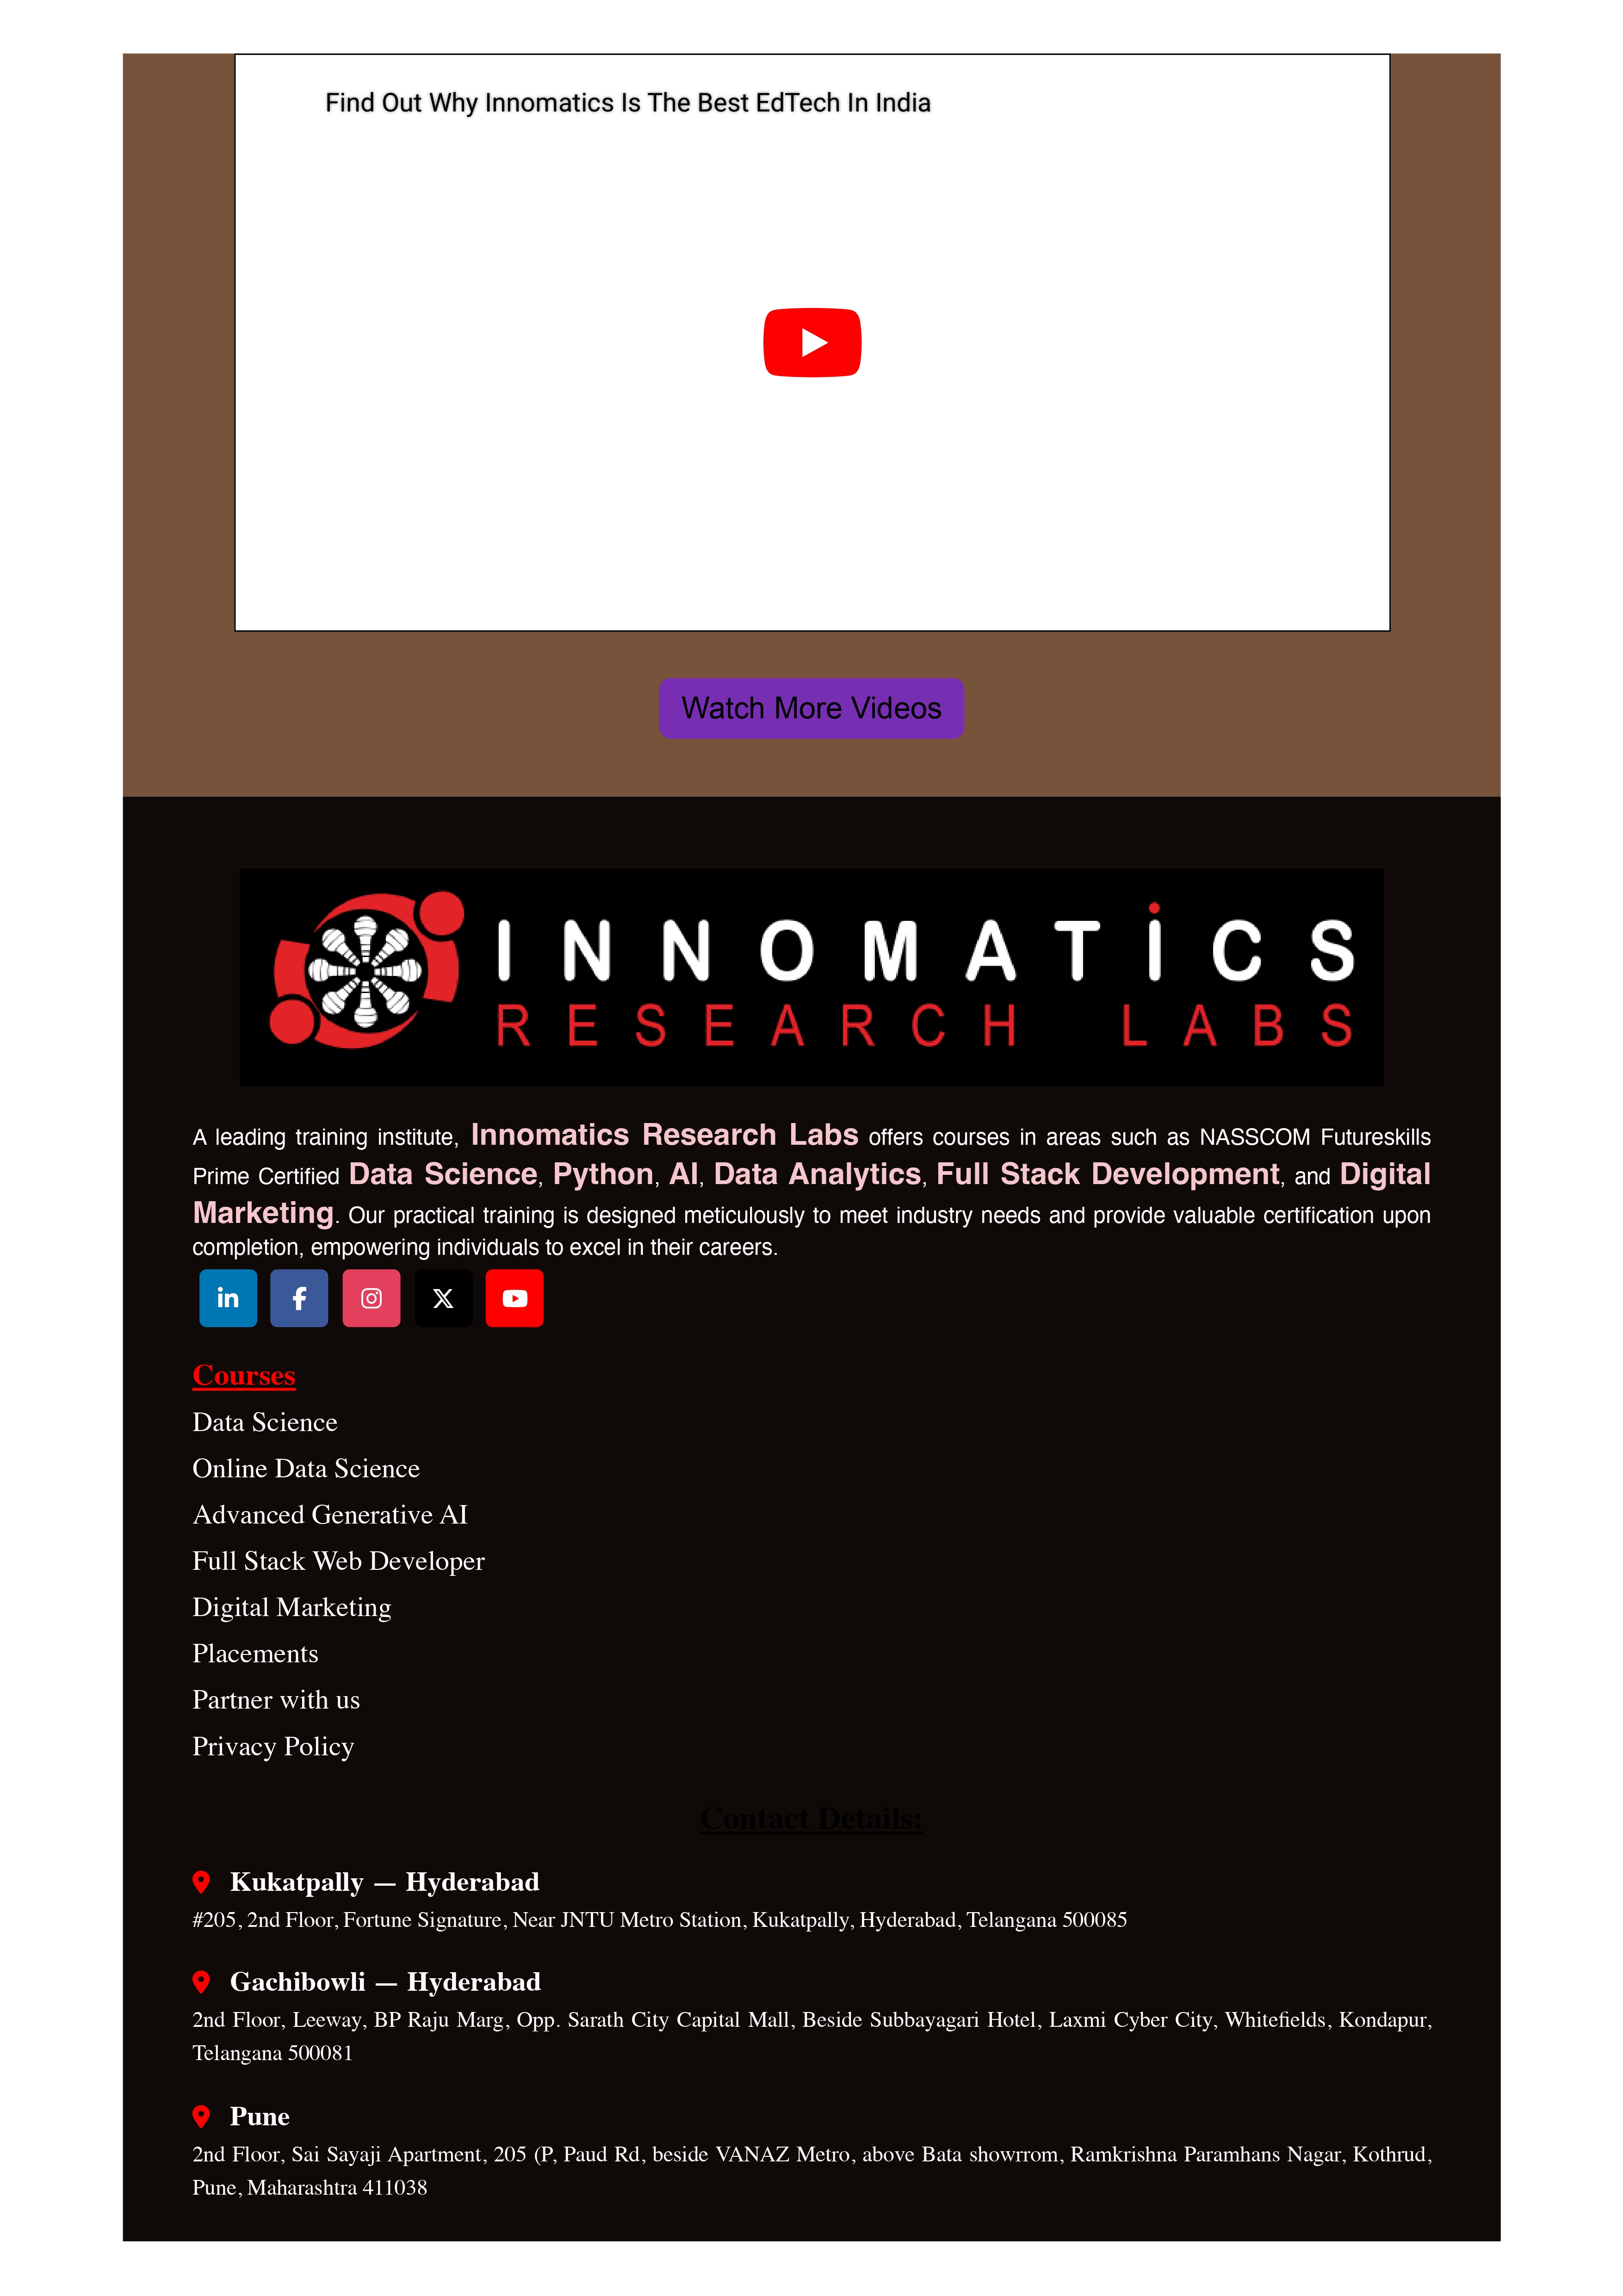 Find Out Why Innomatics Is The Best EdTech In India
Watch More Videos
INNOMATiCS
RESEARCH LABS
A leading training institute, Innomatics Research Labs offers courses in areas such as NASSCOM Futureskills
Prime Certified Data Science, Python, AI, Data Analytics, Full Stack Development, and Digital
Marketing. Our practical training is designed meticulously to meet industry needs and provide valuable certification upon
completion, empowering individuals to excel in their careers.
Courses
Data Science
Online Data Science
Advanced Generative AI
Full Stack Web Developer
Digital Marketing
Placements
Partner with us
Privacy Policy
Contact Details:
Kukatpally — Hyderabad
#205, 2nd Floor, Fortune Signature, Near JNTU Metro Station, Kukatpally, Hyderabad, Telangana 500085
Gachibowli — Hyderabad
2nd Floor, Leeway, BP Raju Marg, Opp. Sarath City Capital Mall, Beside Subbayagari Hotel, Laxmi Cyber City, Whitefields, Kondapur,
Telangana 500081
Pune
2nd Floor, Sai Sayaji Apartment, 205 (P, Paud Rd, beside VANAZ Metro, above Bata showrrom, Ramkrishna Paramhans Nagar, Kothrud,
Pune, Maharashtra 411038